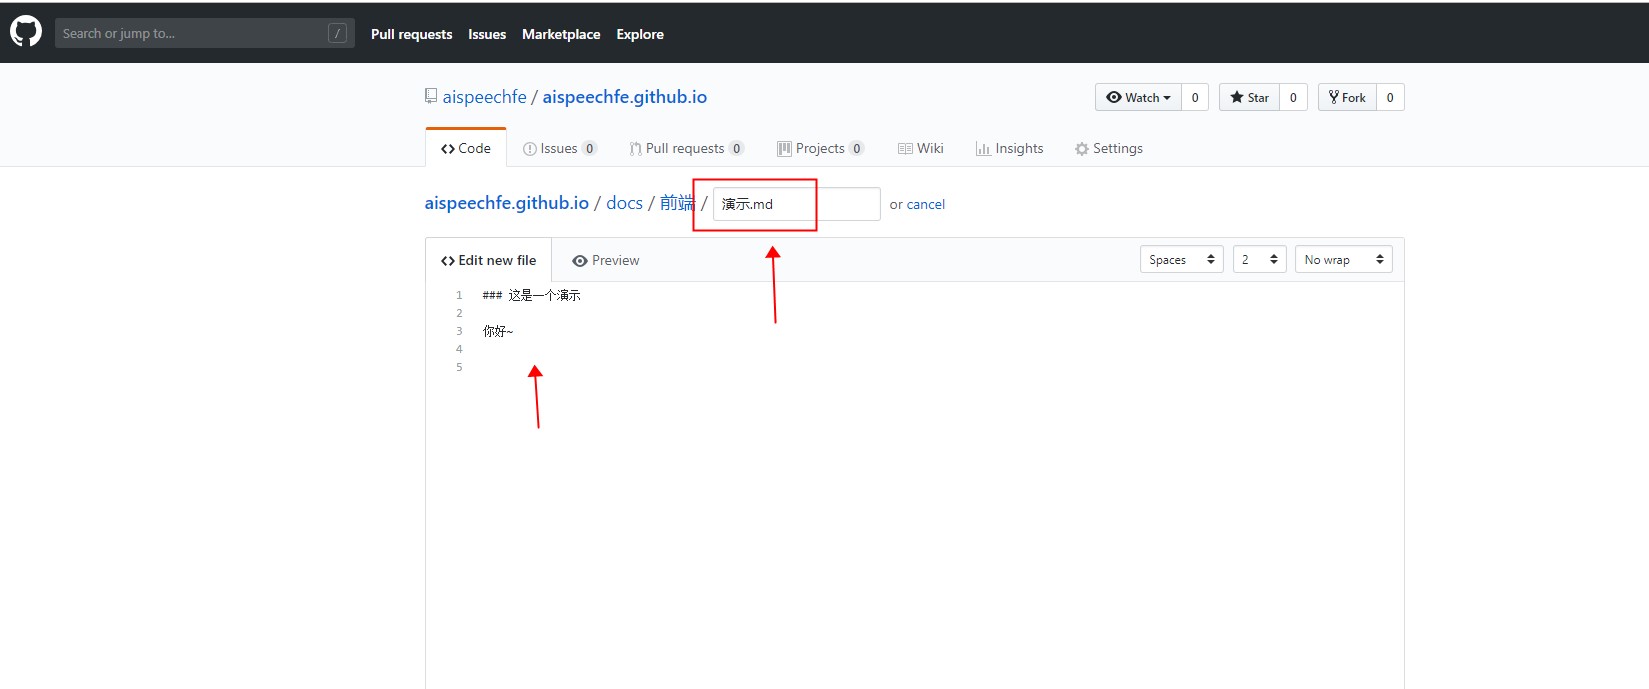 Search or jump to... / Pull requests Issues Marketplace Explore
aispeechfe / aispeechfe.github.io Watch 0 Star 0 Fork 0
Code Issues 0 Pull requests 0 Projects 0 Wiki Insights Settings
aispeechfe.github.io / docs / 前端 / 演示.md or cancel
Edit new file Preview Spaces 2 No wrap
1 ### 这是一个演示
2
3 你好~
4
5